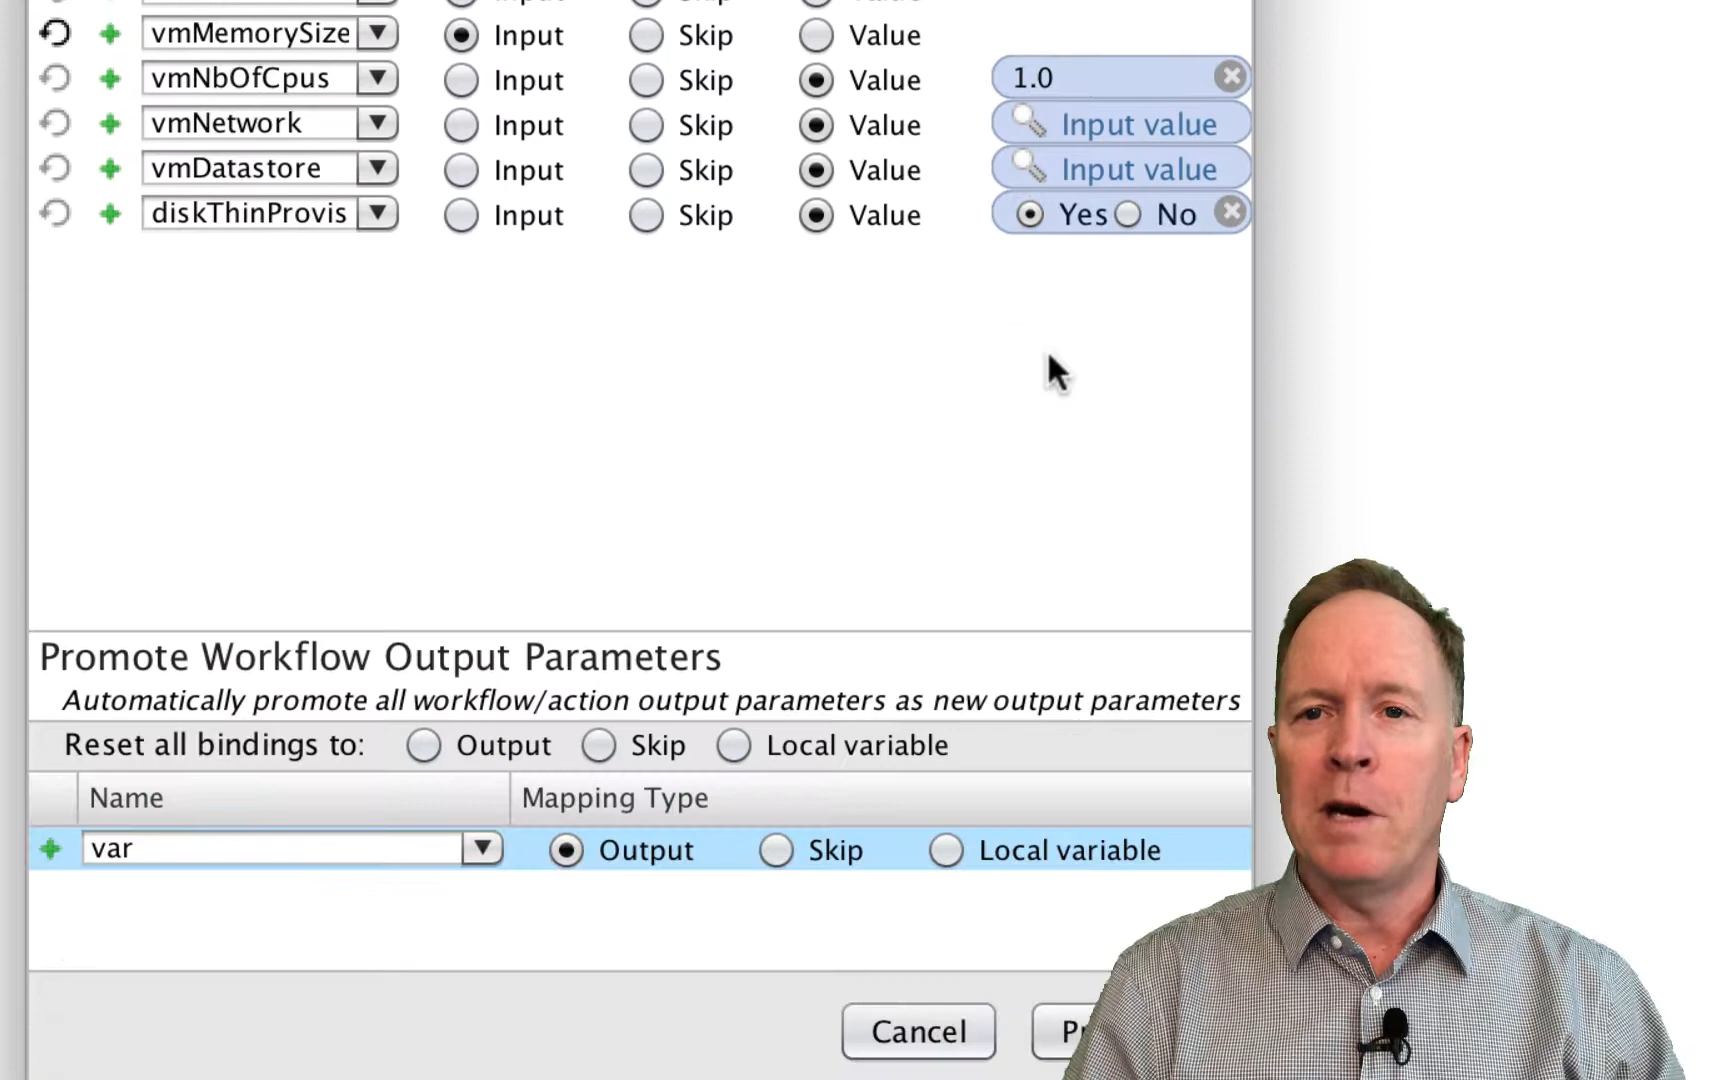 vmMemorySize Input Skip Value
vmNbOfCpus Input Skip Value 1.0
vmNetwork Input Skip Value Input value
vmDatastore Input Skip Value Input value
diskThinProvis Input Skip Value Yes No
Promote Workflow Output Parameters
Automatically promote all workflow/action output parameters as new output parameters
Reset all bindings to: Output Skip Local variable
Name Mapping Type
var Output Skip Local variable
Cancel